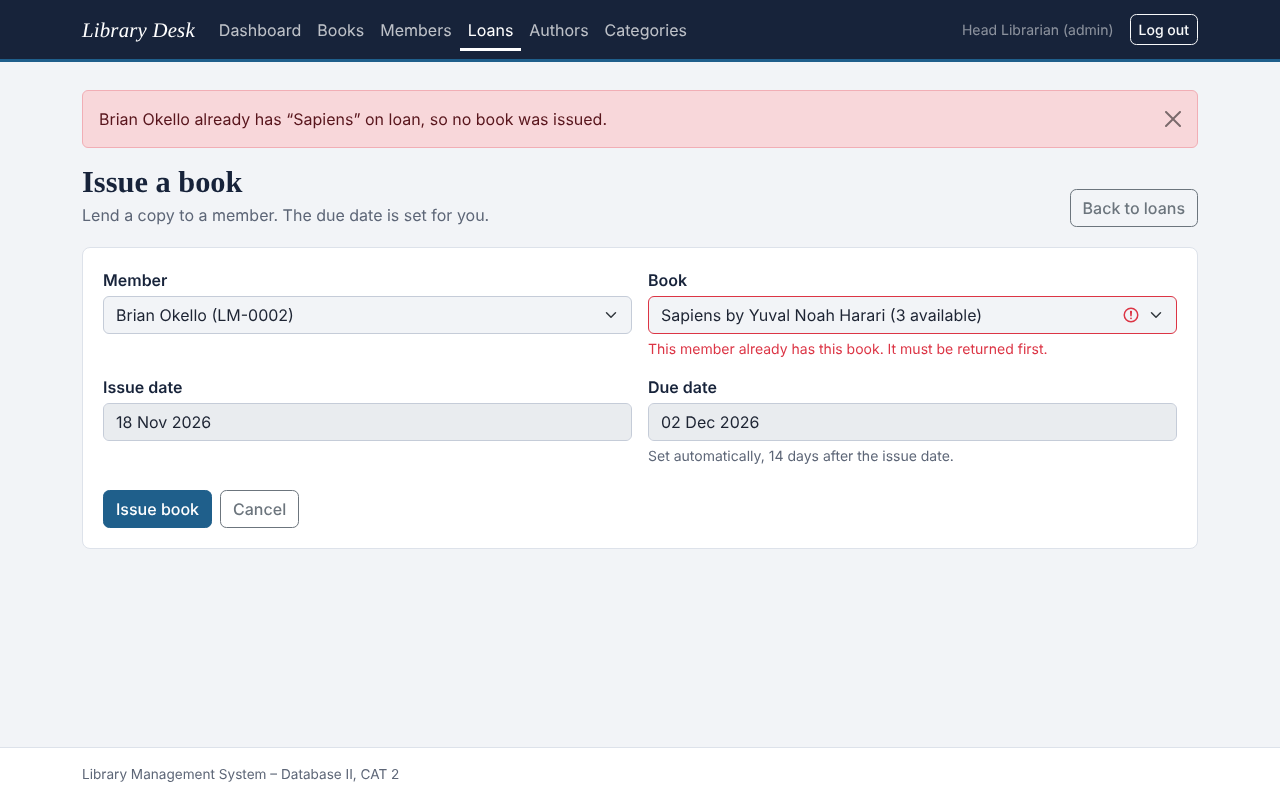 Library Desk
Dashboard Books Members Loans Authors Categories
Head Librarian (admin)
Log out
Brian Okello already has “Sapiens” on loan, so no book was issued.
Issue a book
Lend a copy to a member. The due date is set for you.
Back to loans
Member
Brian Okello (LM-0002)
Book
Sapiens by Yuval Noah Harari (3 available)
This member already has this book. It must be returned first.
Issue date
18 Nov 2026
Due date
02 Dec 2026
Set automatically, 14 days after the issue date.
Issue book
Cancel
Library Management System – Database II, CAT 2